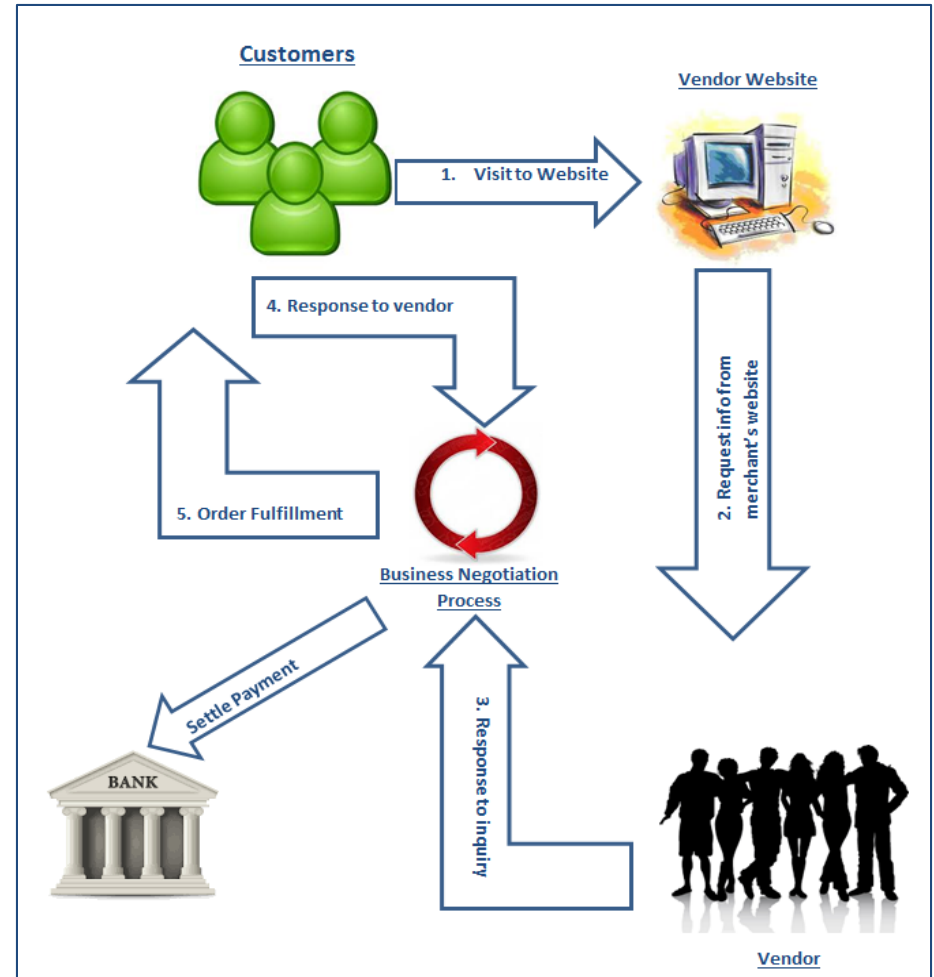 Customers
Vendor Website
1. Visit to Website
4. Response to vendor
2. Request info from
merchant's website
5. Order Fulfillment
Business Negotiation
Process
Settle Payment
3. Response to inquiry
BANK
Vendor